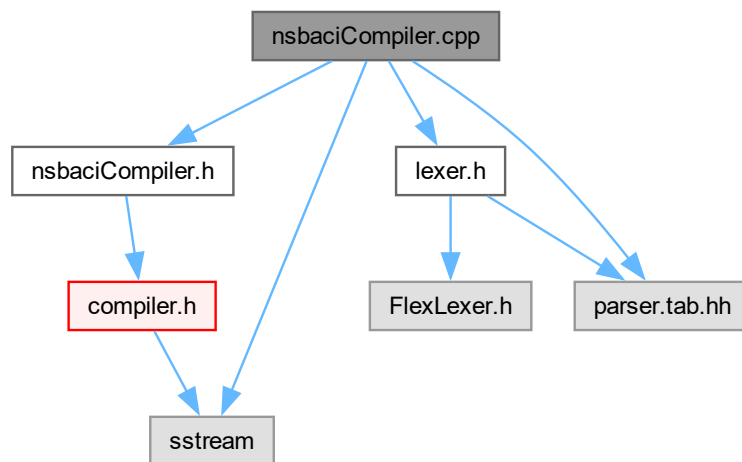 nsbaciCompiler.cpp
nsbaciCompiler.h
lexer.h
compiler.h
FlexLexer.h
parser.tab.hh
sstream